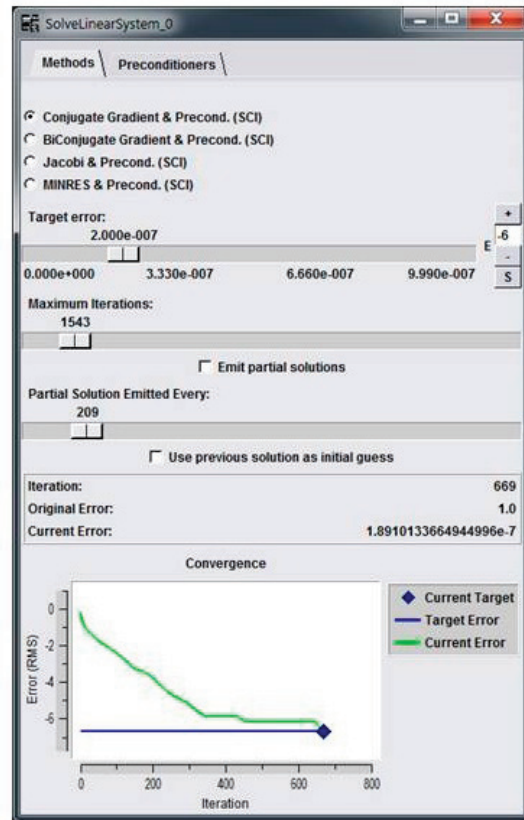 SolveLinearSystem_0
Methods Preconditioners
Conjugate Gradient & Precond. (SCI)
BiConjugate Gradient & Precond. (SCI)
Jacobi & Precond. (SCI)
MINRES & Precond. (SCI)
Target error:
2.000e-007
+
E -6
-
S
0.000e+000 3.330e-007 6.660e-007 9.990e-007
Maximum Iterations:
1543
Emit partial solutions
Partial Solution Emitted Every:
209
Use previous solution as initial guess
Iteration: 669
Original Error: 1.0
Current Error: 1.8910133664944996e-7
Convergence
Error (RMS)
0
-2
-4
-6
0 200 400 600 800
Iteration
Current Target
Target Error
Current Error